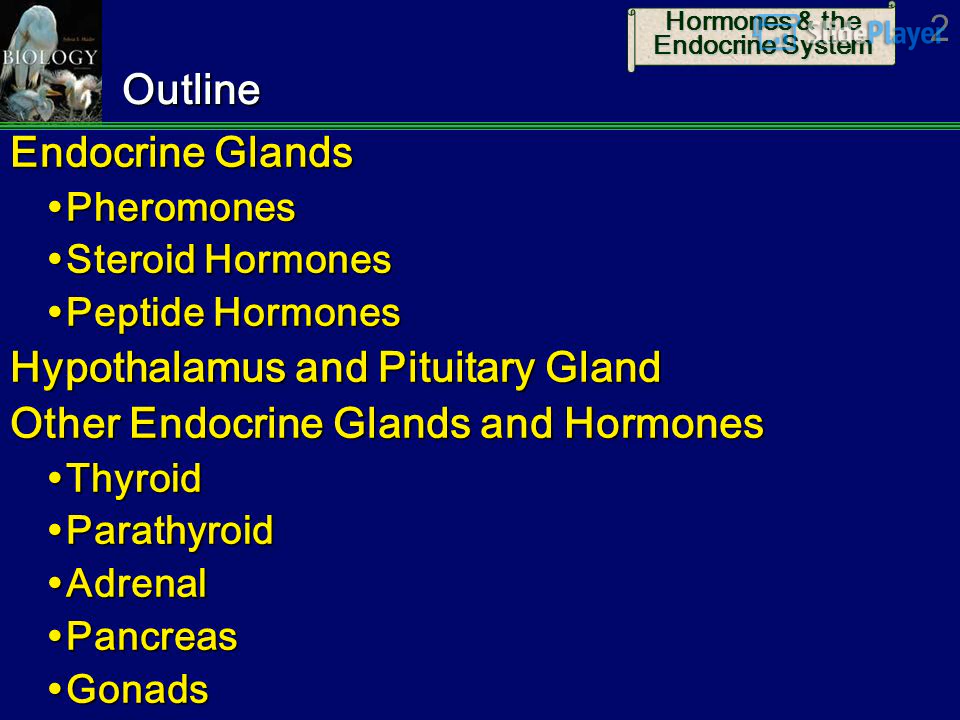 Hormones & the
Endocrine System
SlidePlayer
2
BIOLOGY
Outline
Endocrine Glands
•Pheromones
•Steroid Hormones
•Peptide Hormones
Hypothalamus and Pituitary Gland
Other Endocrine Glands and Hormones
•Thyroid
•Parathyroid
•Adrenal
•Pancreas
•Gonads